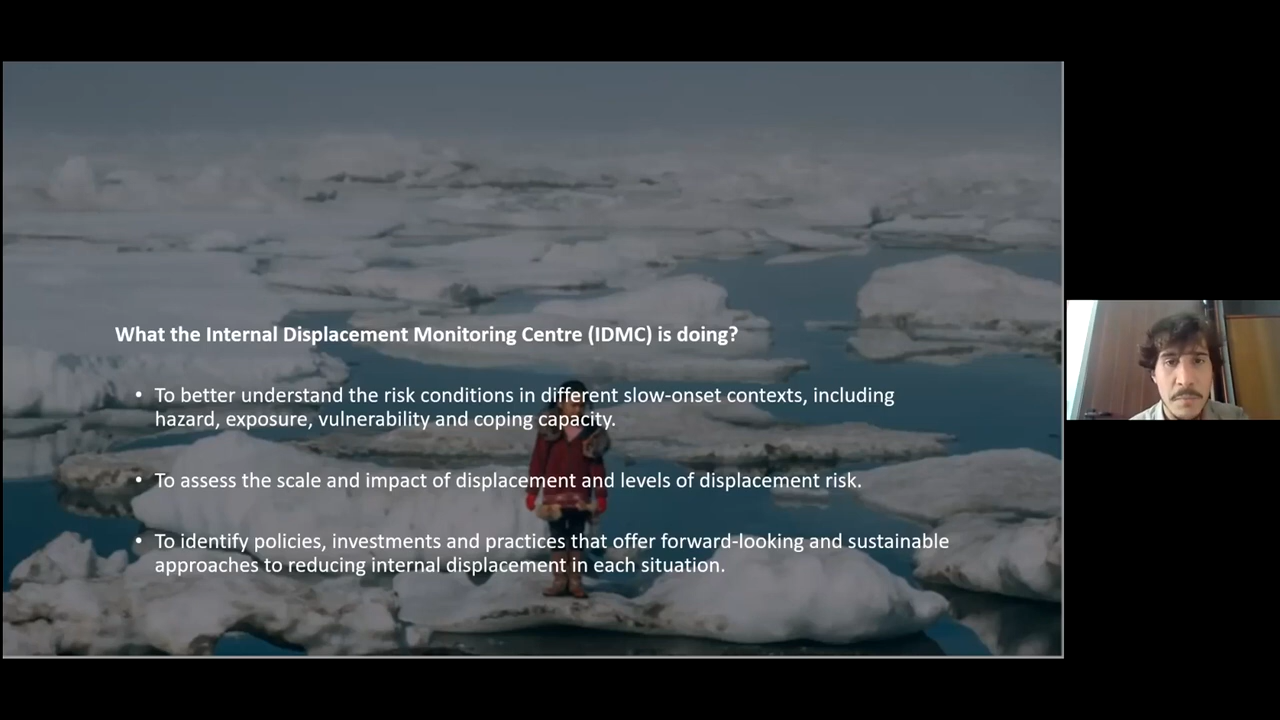 What the Internal Displacement Monitoring Centre (IDMC) is doing?
• To better understand the risk conditions in different slow-onset contexts, including
hazard, exposure, vulnerability and coping capacity.
• To assess the scale and impact of displacement and levels of displacement risk.
• To identify policies, investments and practices that offer forward-looking and sustainable
approaches to reducing internal displacement in each situation.